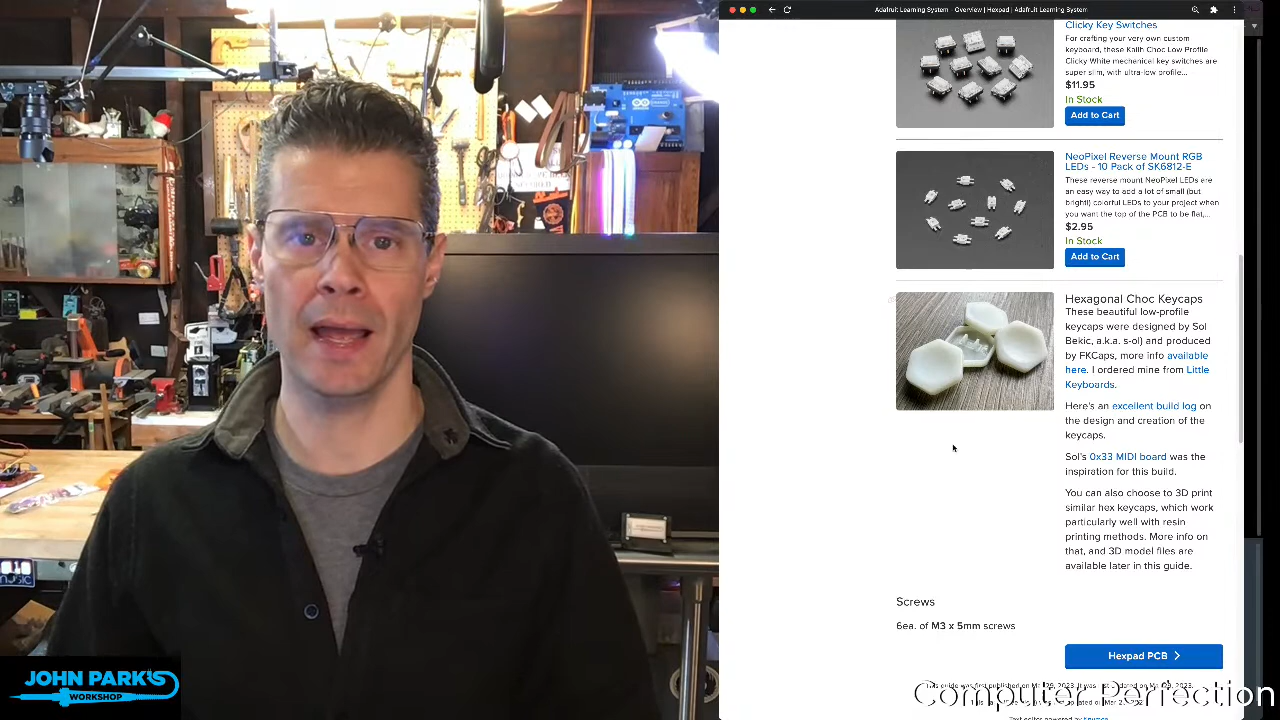 Adafruit Learning System
Overview | Hexpad | Adafruit Learning System
Clicky Key Switches
For crafting your very own custom
keyboard, these Kailh Choc Low Profile
Clicky White mechanical key switches are
super slim, with ultra-low profile...
$11.95
In Stock
Add to Cart
NeoPixel Reverse Mount RGB
LEDs - 10 Pack of SK6812-E
These reverse mount NeoPixel LEDs are
an easy way to add a lot of small (but
bright!) colorful LEDs to your project when
you want the top of the PCB to be flat,...
$2.95
In Stock
Add to Cart
Hexagonal Choc Keycaps
These beautiful low-profile
keycaps were designed by Sol
Bekic, a.k.a. s-ol) and produced
by FKCaps, more info available
here. I ordered mine from Little
Keyboards.
Here's an excellent build log on
the design and creation of the
keycaps.
Sol's 0x33 MIDI board was the
inspiration for this build.
You can also choose to 3D print
similar hex keycaps, which work
particularly well with resin
printing methods. More info on
that, and 3D model files are
available later in this guide.
Screws
6ea. of M3 x 5mm screws
Hexpad PCB
Computer Perfection
JOHN PARK'S
WORKSHOP